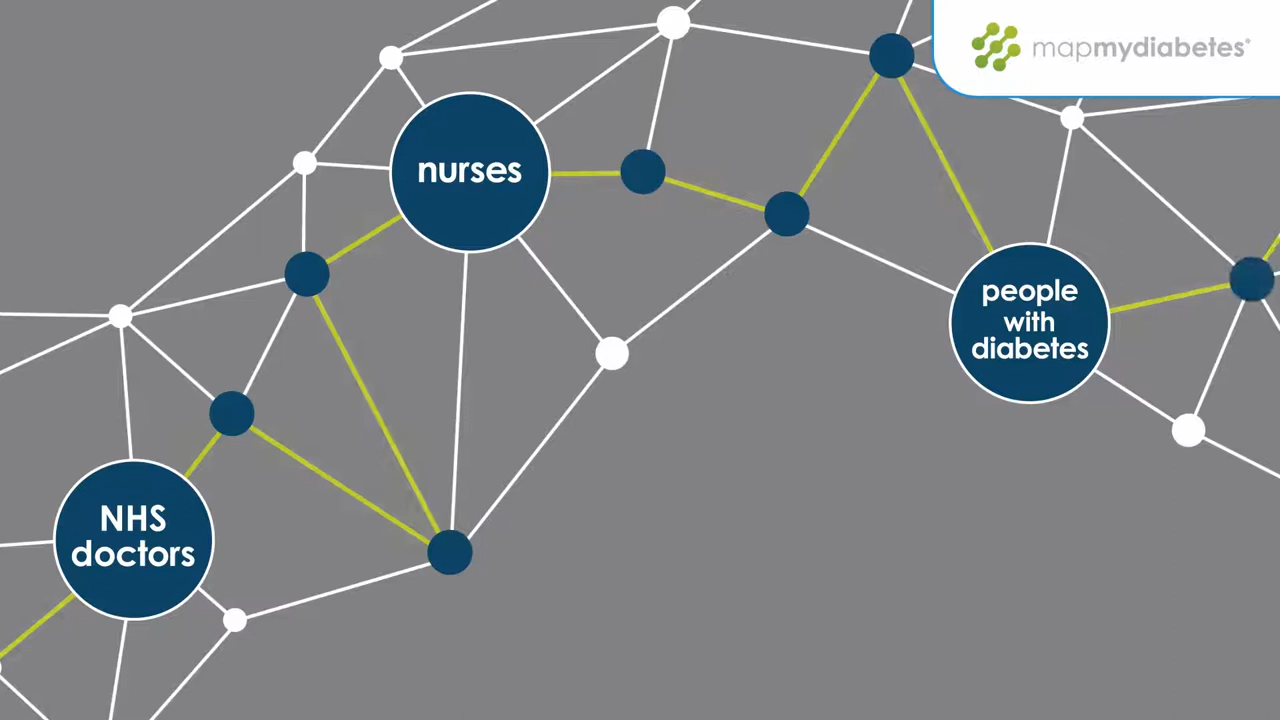 mapmydiabetes®
nurses
people
with
diabetes
NHS
doctors